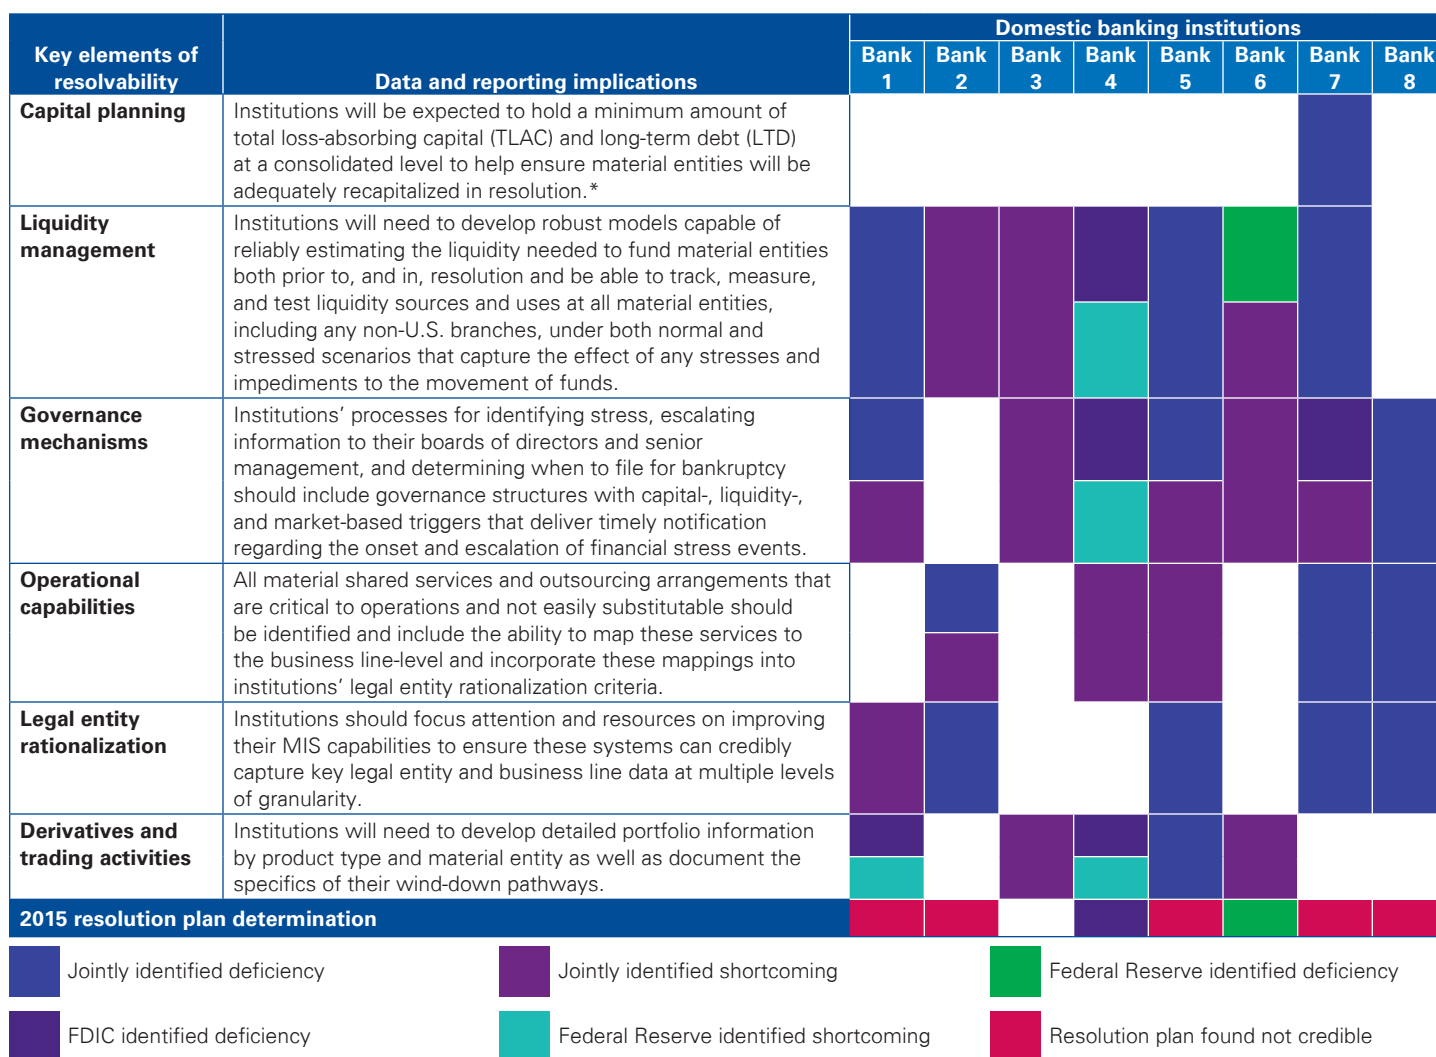 Domestic banking institutions
Key elements of resolvability
Data and reporting implications
Bank 1
Bank 2
Bank 3
Bank 4
Bank 5
Bank 6
Bank 7
Bank 8
Capital planning
Institutions will be expected to hold a minimum amount of
total loss-absorbing capital (TLAC) and long-term debt (LTD)
at a consolidated level to help ensure material entities will be
adequately recapitalized in resolution.*
Liquidity
management
Institutions will need to develop robust models capable of
reliably estimating the liquidity needed to fund material entities
both prior to, and in, resolution and be able to track, measure,
and test liquidity sources and uses at all material entities,
including any non-U.S. branches, under both normal and
stressed scenarios that capture the effect of any stresses and
impediments to the movement of funds.
Governance
mechanisms
Institutions’ processes for identifying stress, escalating
information to their boards of directors and senior
management, and determining when to file for bankruptcy
should include governance structures with capital-, liquidity-,
and market-based triggers that deliver timely notification
regarding the onset and escalation of financial stress events.
Operational
capabilities
All material shared services and outsourcing arrangements that
are critical to operations and not easily substitutable should
be identified and include the ability to map these services to
the business line-level and incorporate these mappings into
institutions’ legal entity rationalization criteria.
Legal entity
rationalization
Institutions should focus attention and resources on improving
their MIS capabilities to ensure these systems can credibly
capture key legal entity and business line data at multiple levels
of granularity.
Derivatives and
trading activities
Institutions will need to develop detailed portfolio information
by product type and material entity as well as document the
specifics of their wind-down pathways.
2015 resolution plan determination
Jointly identified deficiency
Jointly identified shortcoming
Federal Reserve identified deficiency
FDIC identified deficiency
Federal Reserve identified shortcoming
Resolution plan found not credible